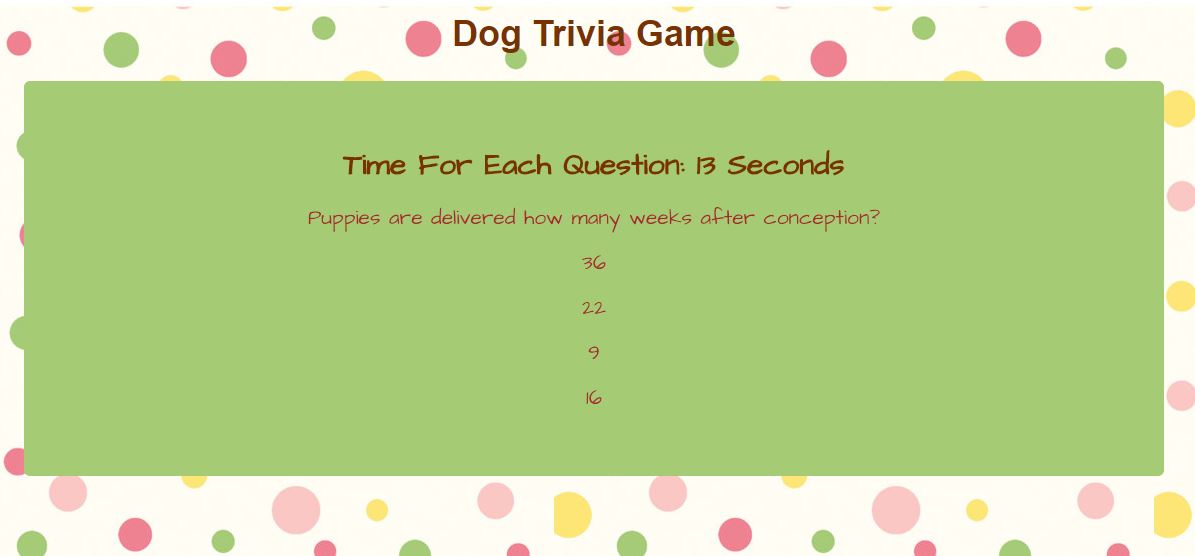 Dog Trivia Game
Time For Each Question: 13 Seconds
Puppies are delivered how many weeks after conception?
36
22
9
16